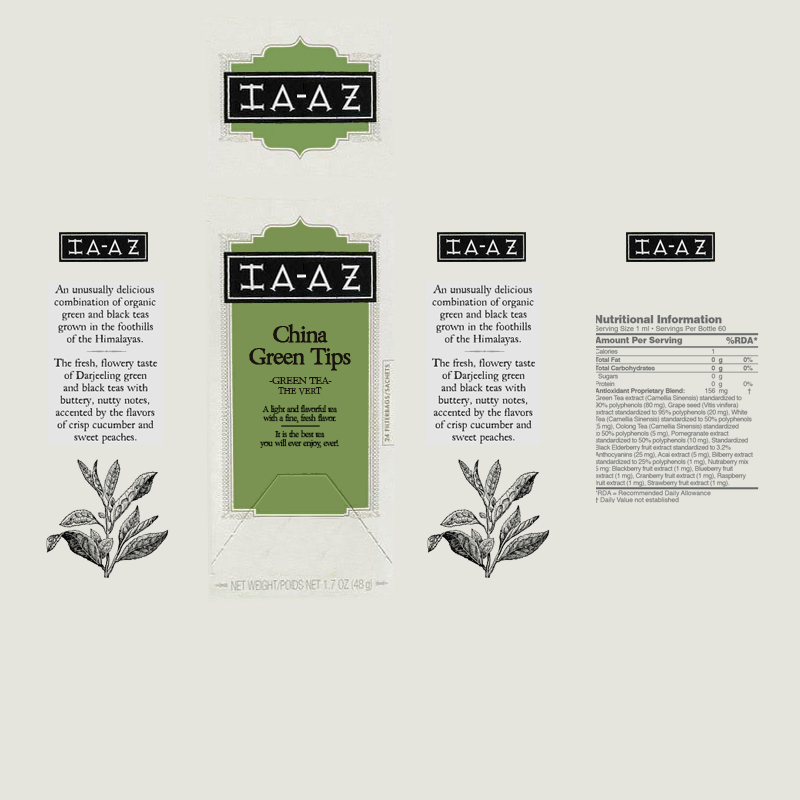 IA-AZ
IA-AZ
China
Green Tips
-GREEN TEA-
THE VERT
A light and flavorful tea
with a fine, fresh flavor.
It is the best tea
you will ever enjoy, ever!
24 FILTERBAGS/SACHETS
NET WEIGHT/POIDS NET 1.7 OZ (48 g)
IA-AZ
An unusually delicious
combination of organic
green and black teas
grown in the foothills
of the Himalayas.
The fresh, flowery taste
of Darjeeling green
and black teas with
buttery, nutty notes,
accented by the flavors
of crisp cucumber and
sweet peaches.
IA-AZ
An unusually delicious
combination of organic
green and black teas
grown in the foothills
of the Himalayas.
The fresh, flowery taste
of Darjeeling green
and black teas with
buttery, nutty notes,
accented by the flavors
of crisp cucumber and
sweet peaches.
IA-AZ
Nutritional Information
Serving Size 1 ml • Servings Per Bottle 60
Amount Per Serving %RDA*
Calories 1
Total Fat 0 g 0%
Total Carbohydrates 0 g 0%
Sugars 0 g
Protein 0 g 0%
Antioxidant Proprietary Blend: 156 mg †
Green Tea extract (Camellia Sinensis) standardized to
90% polyphenols (80 mg), Grape seed (Vitis vinifera)
extract standardized to 95% polyphenols (20 mg), White
Tea (Camellia Sinensis) standardized to 50% polyphenols
(5 mg), Oolong Tea (Camellia Sinensis) standardized
to 50% polyphenols (5 mg), Pomegranate extract
standardized to 50% polyphenols (10 mg), Standardized
Black Elderberry fruit extract standardized to 3.2%
Anthocyanins (25 mg), Acai extract (5 mg), Bilberry extract
standardized to 25% polyphenols (1 mg), Nutraberry mix
5 mg: Blackberry fruit extract (1 mg), Blueberry fruit
extract (1 mg), Cranberry fruit extract (1 mg), Raspberry
fruit extract (1 mg), Strawberry fruit extract (1 mg).
*RDA = Recommended Daily Allowance
† Daily Value not established